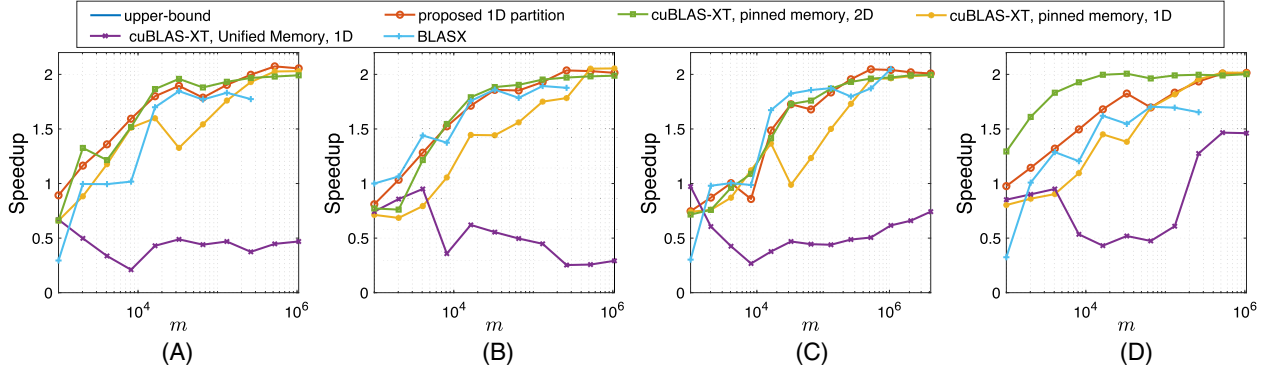 upper-bound proposed 1D partition cuBLAS-XT, pinned memory, 2D cuBLAS-XT, pinned memory, 1D
cuBLAS-XT, Unified Memory, 1D BLASX
2
1.5
1
0.5
0
Speedup
10^4 10^6
m
(A)
2
1.5
1
0.5
0
Speedup
10^4 10^6
m
(B)
2
1.5
1
0.5
0
Speedup
10^4 10^6
m
(C)
2
1.5
1
0.5
0
Speedup
10^4 10^6
m
(D)